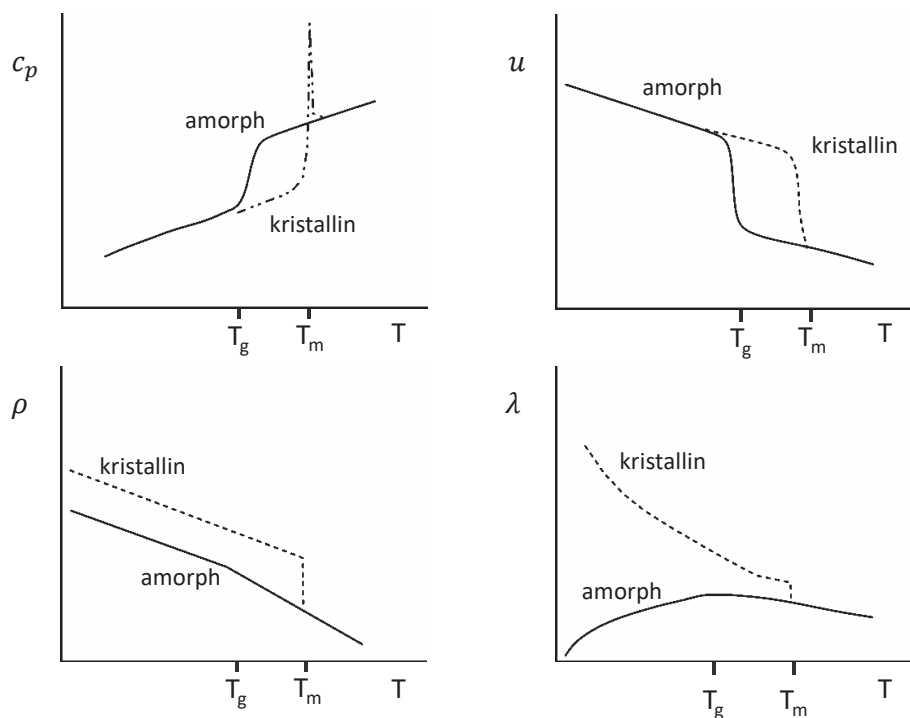 c_p
amorph
kristallin
T_g T_m T
u
amorph
kristallin
T_g T_m T
ρ
kristallin
amorph
T_g T_m T
λ
kristallin
amorph
T_g T_m T